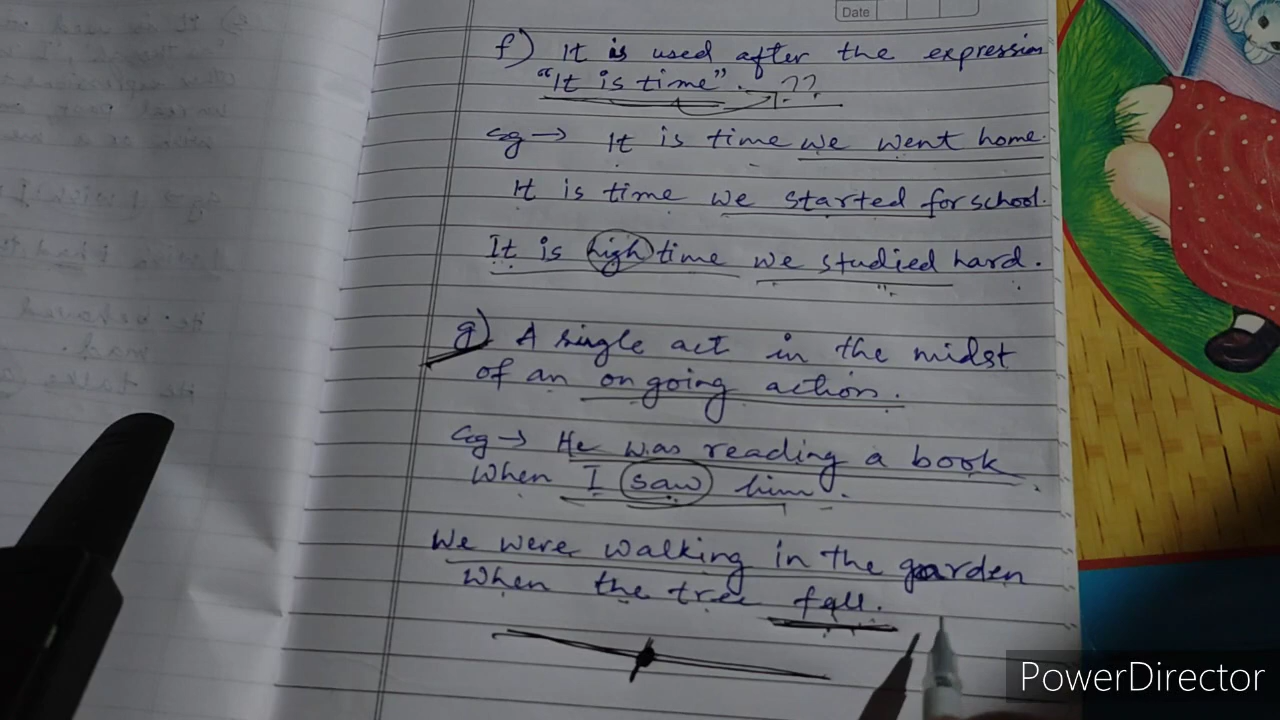 Date
f) It is used after the expression
"It is time". ??
eg → It is time we went home.
It is time we started for school.
It is high time we studied hard.
g) A single act in the midst
of an on going action.
eg → He was reading a book
when I saw him.
We were walking in the garden
when the tree fall.
PowerDirector